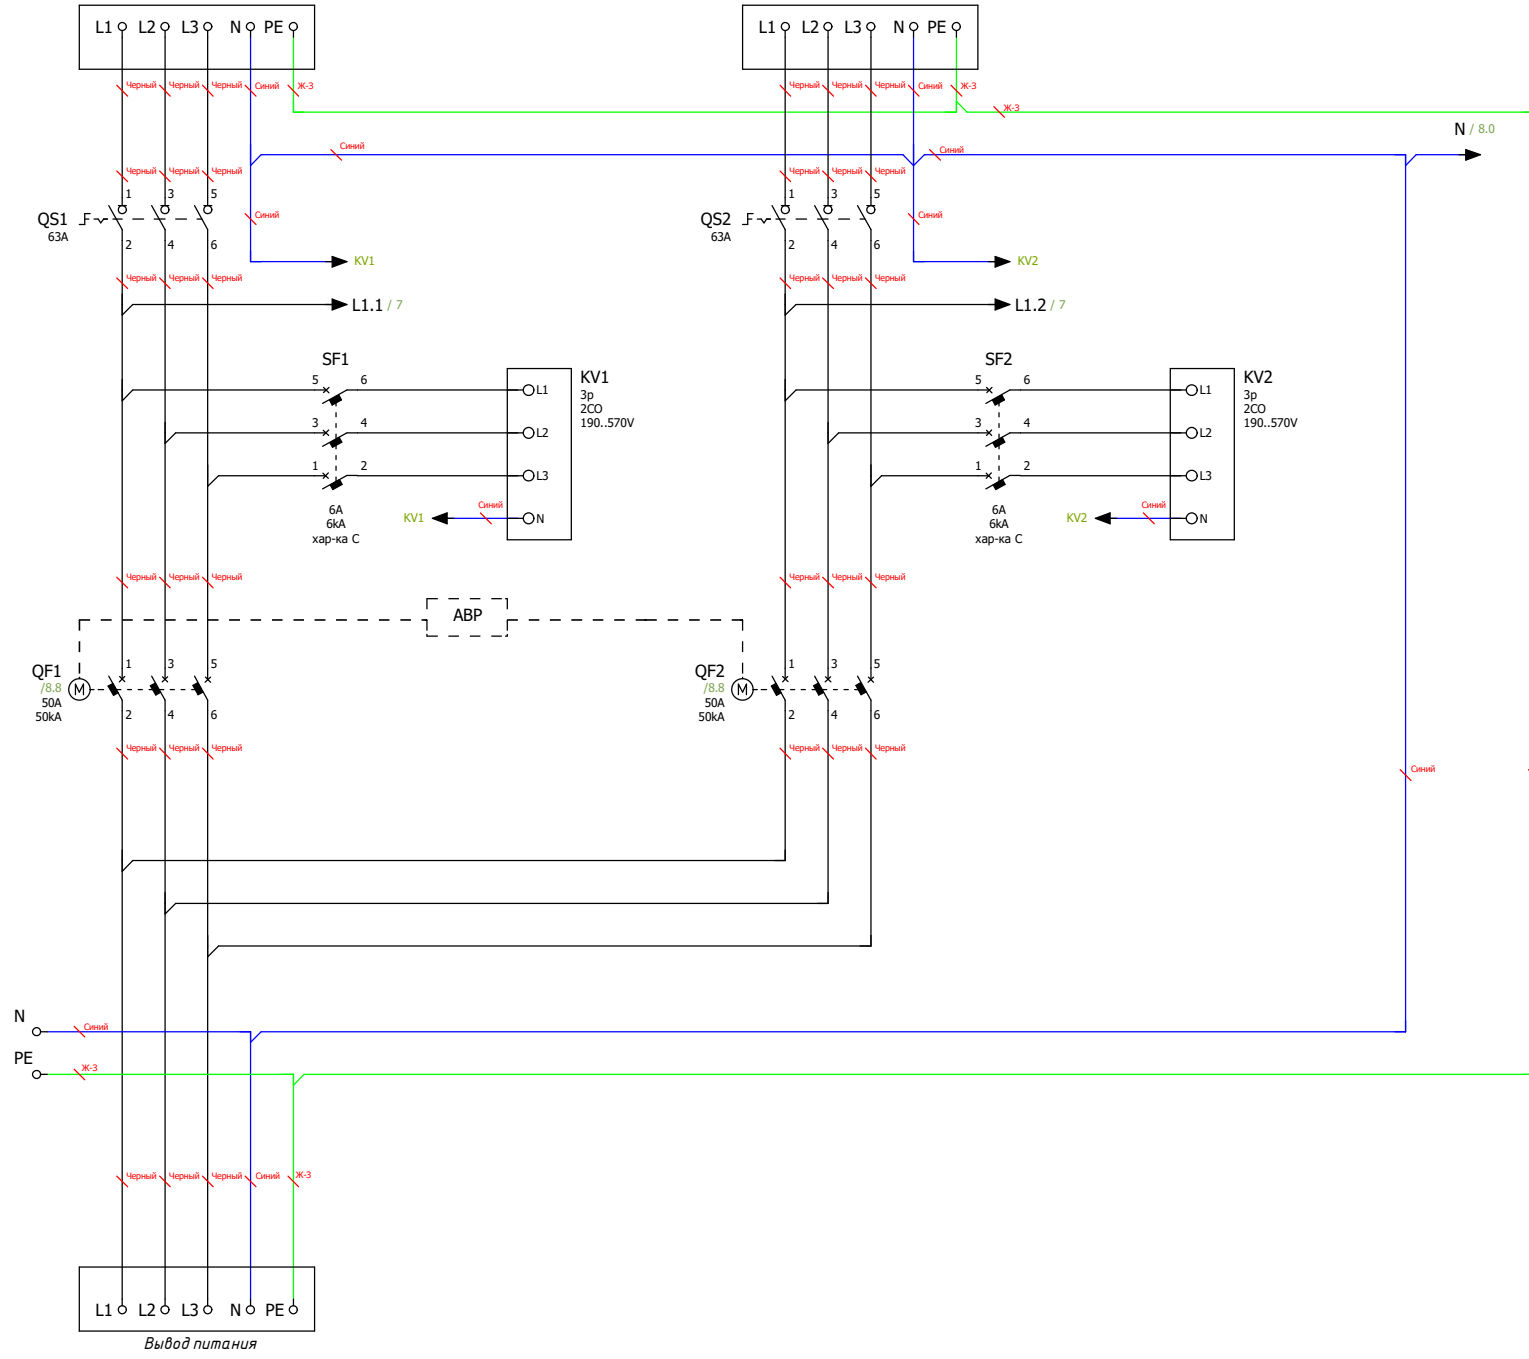 L1 L2 L3 N PE L1 L2 L3 N PE
Черный Черный Черный Синий Ж-З Черный Черный Черный Синий Ж-З
Ж-З
N / 8.0
Синий Синий
Черный Черный Черный Черный Черный Черный
1 3 5 1 3 5
QS1 Синий QS2 Синий
63A 63A
2 4 6 2 4 6
KV1 KV2
Черный Черный Черный Черный Черный Черный
L1.1 / 7 L1.2 / 7
SF1 SF2
5 6 KV1 5 6 KV2
L1 3p L1 3p
2CO 2CO
190..570V 190..570V
3 4 L2 3 4 L2
1 2 L3 1 2 L3
6A Синий 6A Синий
KV1 N KV2 N
6kA 6kA
хар-ка C хар-ка C
Черный Черный Черный Черный Черный Черный
АВР
QF1 1 3 5 QF2 1 3 5
/8.8 M /8.8 M
50A 50A
50kA 2 4 6 50kA 2 4 6
Черный Черный Черный Черный Черный Черный
Синий
N
Синий
PE
Ж-З
Черный Черный Черный Синий Ж-З
L1 L2 L3 N PE
Вывод питания